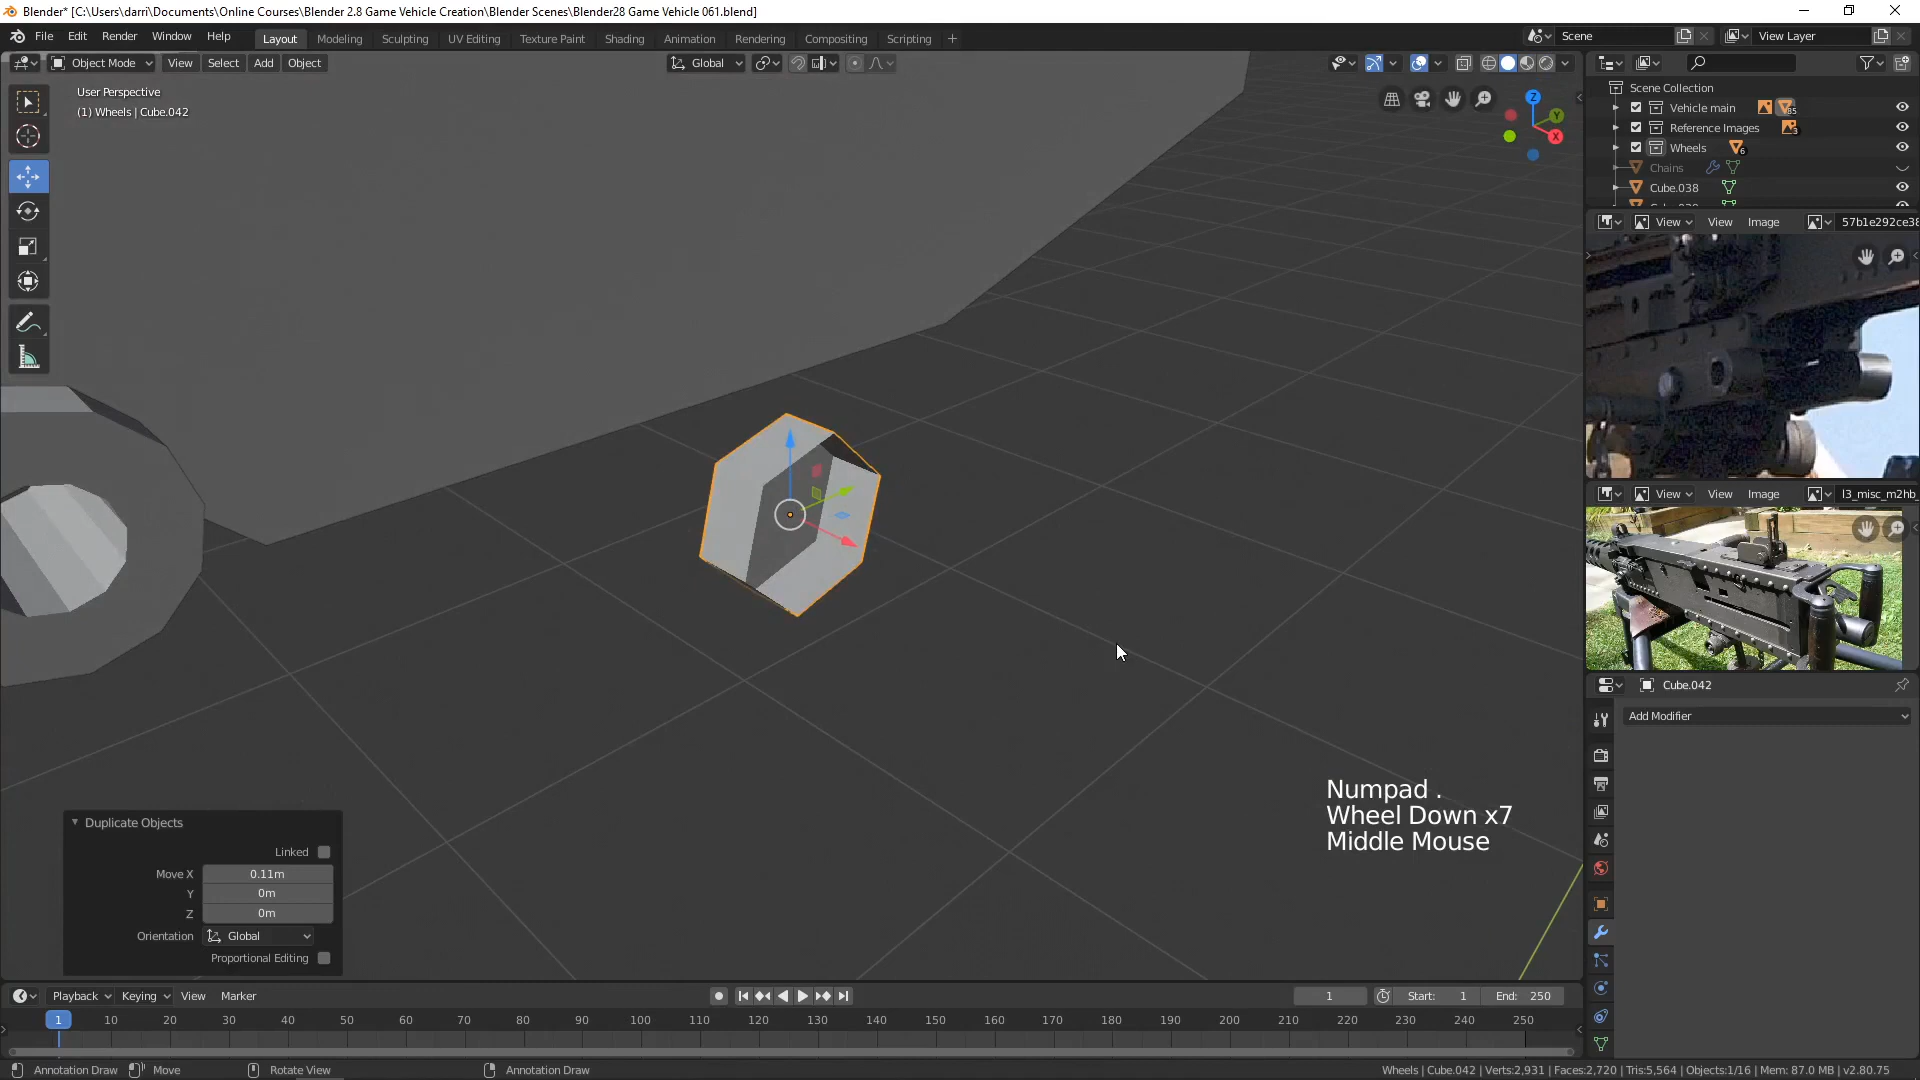 Blender* [C:\Users\darri\Documents\Online Courses\Blender 2.8 Game Vehicle Creation\Blender Scenes\Blender28 Game Vehicle 061.blend]
File Edit Render Window Help
Layout Modeling Sculpting UV Editing Texture Paint Shading Animation Rendering Compositing Scripting +
Scene
View Layer
Object Mode View Select Add Object
Global
User Perspective
(1) Wheels | Cube.042
Z
Y
X
Scene Collection
Vehicle main 85
Reference Images 3
Wheels 6
Chains
Cube.038
View View Image 57b1e292ce38
View View Image l3_misc_m2hb_
Cube.042
Add Modifier
Numpad .
Wheel Down x7
Middle Mouse
Duplicate Objects
Linked
Move X 0.11m
Y 0m
Z 0m
Orientation Global
Proportional Editing
Playback Keying View Marker
1 Start: 1 End: 250
1 10 20 30 40 50 60 70 80 90 100 110 120 130 140 150 160 170 180 190 200 210 220 230 240 250
Annotation Draw Move Rotate View Annotation Draw
Wheels | Cube.042 | Verts:2,931 | Faces:2,720 | Tris:5,564 | Objects:1/16 | Mem: 87.0 MB | v2.80.75